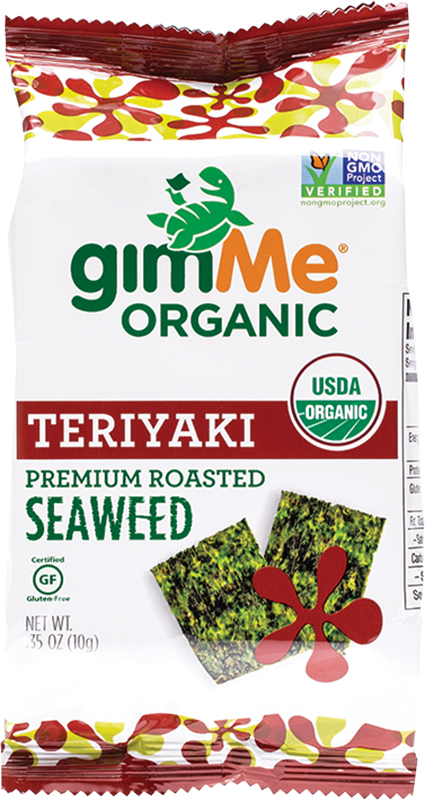 NON
GMO
Project
VERIFIED
nongmoproject.org
gimMe®
ORGANIC
USDA
ORGANIC
TERIYAKI
PREMIUM ROASTED
SEAWEED
Certified
GF
Gluten-Free
NET WT.
.35 OZ (10g)